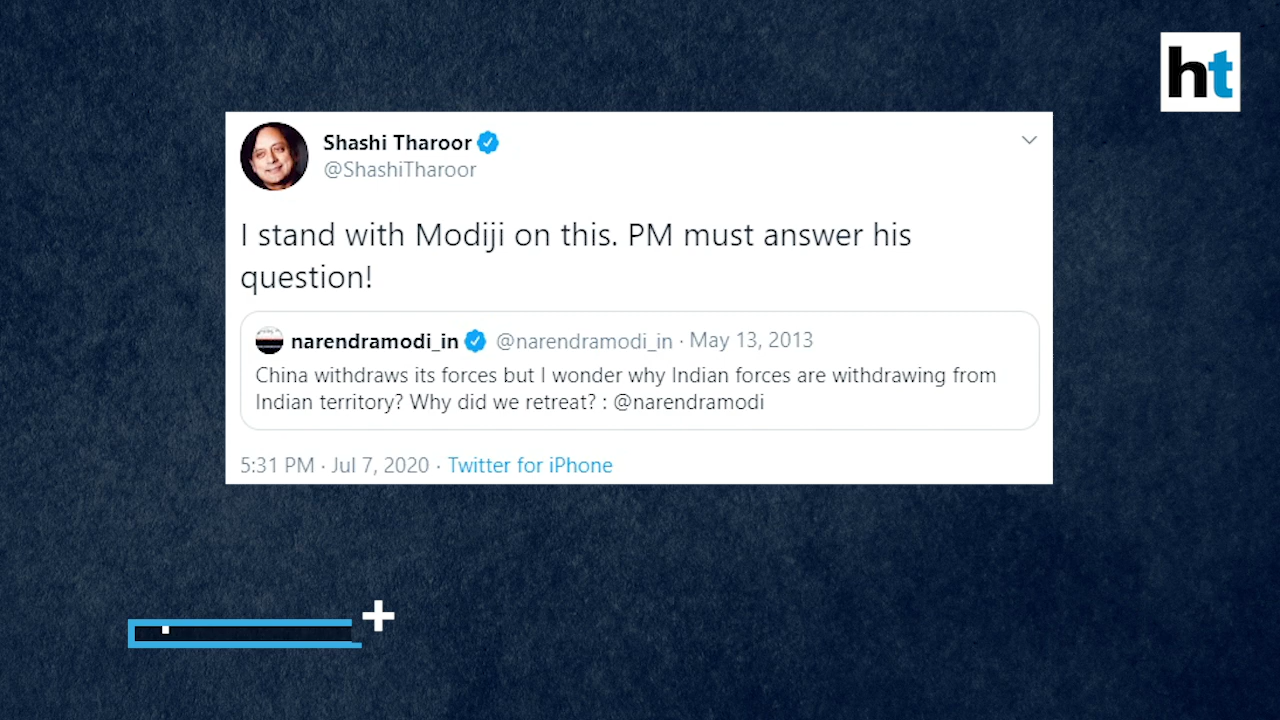 ht
Shashi Tharoor
@ShashiTharoor
I stand with Modiji on this. PM must answer his
question!
narendramodi_in @narendramodi_in · May 13, 2013
China withdraws its forces but I wonder why Indian forces are withdrawing from
Indian territory? Why did we retreat? : @narendramodi
5:31 PM · Jul 7, 2020 · Twitter for iPhone